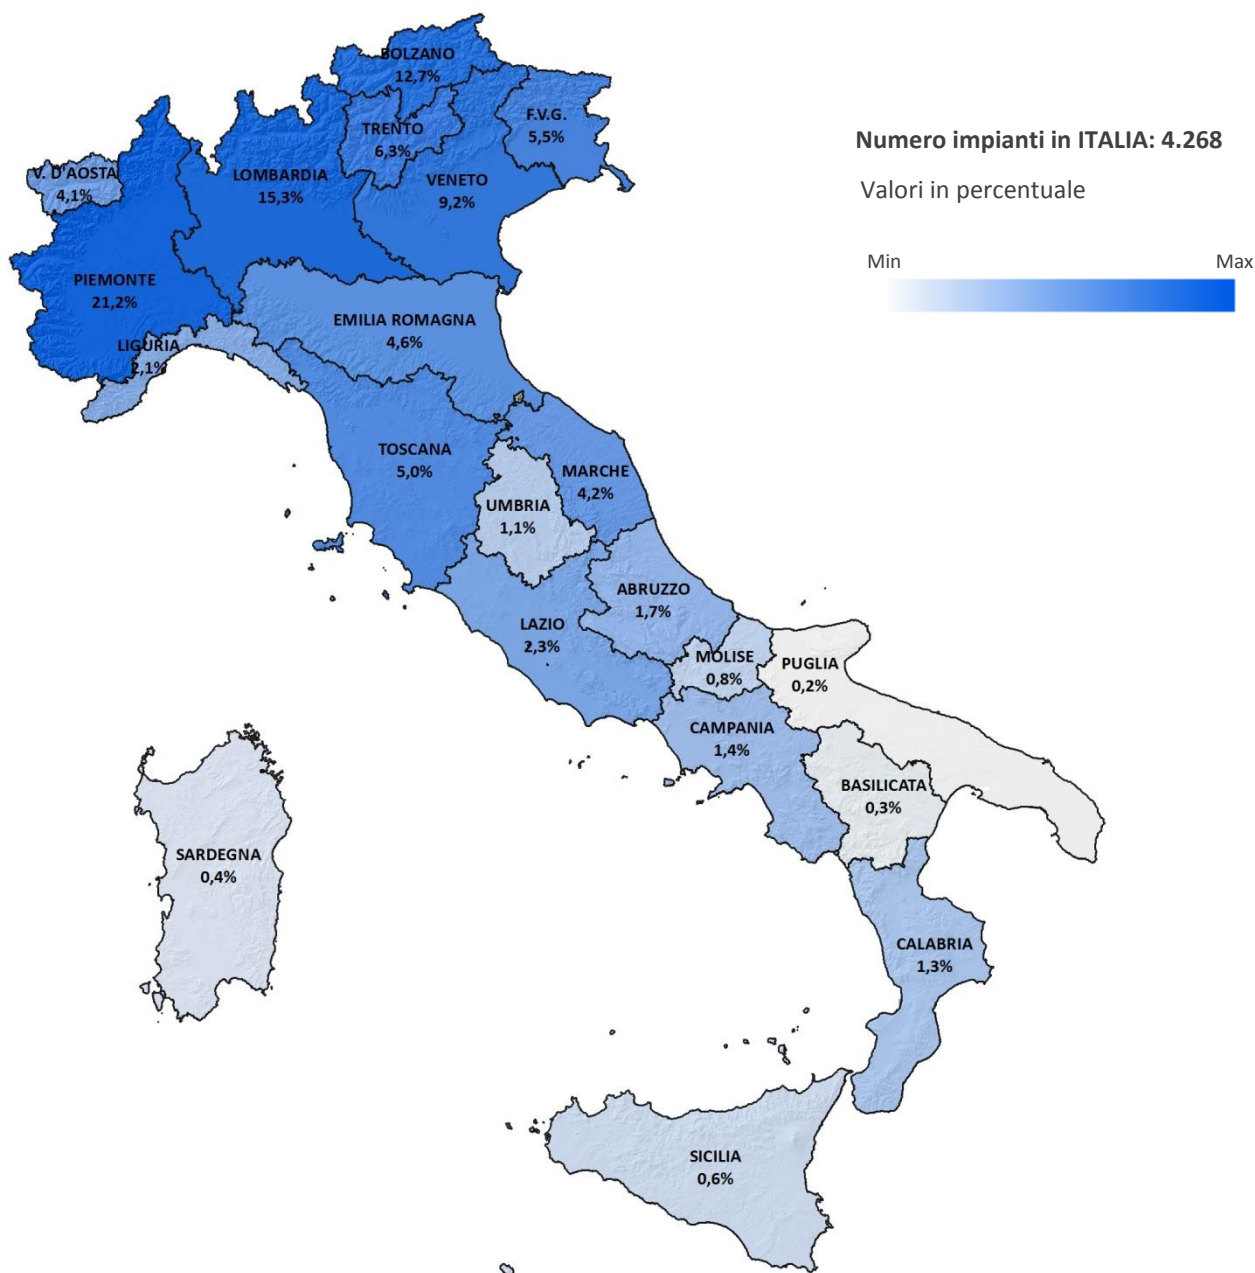 BOLZANO
12,7%
TRENTO
6,3%
F.V.G.
5,5%
V. D'AOSTA
4,1%
LOMBARDIA
15,3%
VENETO
9,2%
PIEMONTE
21,2%
LIGURIA
2,1%
EMILIA ROMAGNA
4,6%
Numero impianti in ITALIA: 4.268
Valori in percentuale
Min
Max
TOSCANA
5,0%
MARCHE
4,2%
UMBRIA
1,1%
ABRUZZO
1,7%
LAZIO
2,3%
MOLISE
0,8%
PUGLIA
0,2%
CAMPANIA
1,4%
BASILICATA
0,3%
SARDEGNA
0,4%
CALABRIA
1,3%
SICILIA
0,6%